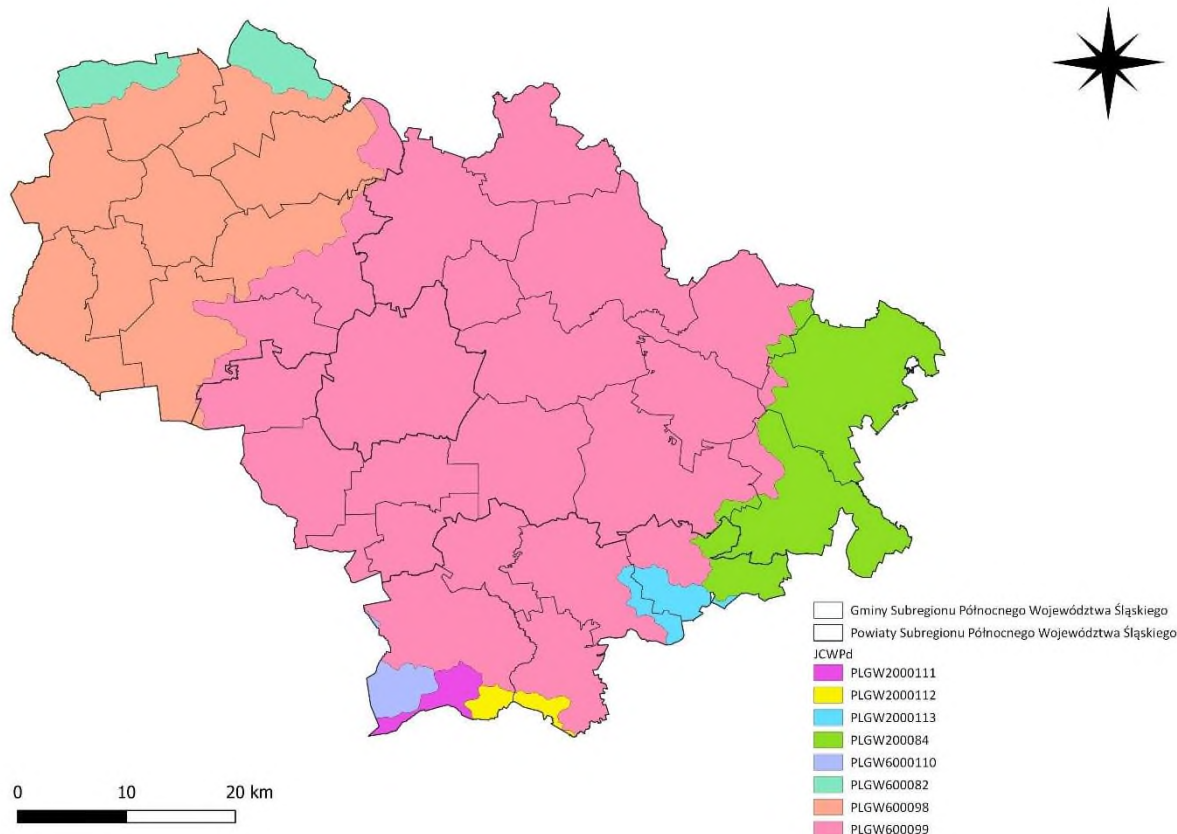 Gminy Subregionu Północnego Województwa Śląskiego
Powiaty Subregionu Północnego Województwa Śląskiego
JCWPd
PLGW2000111
PLGW2000112
PLGW2000113
PLGW200084
PLGW6000110
PLGW600082
PLGW600098
PLGW600099
0 10 20 km